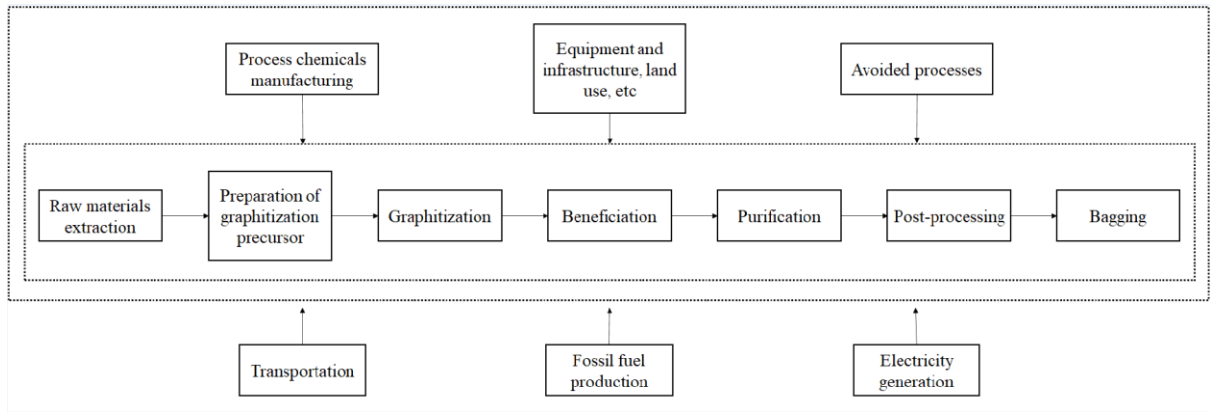 Process chemicals
manufacturing
Equipment and
infrastructure, land
use, etc
Avoided processes
Raw materials
extraction
Preparation of
graphitization
precursor
Graphitization
Beneficiation
Purification
Post-processing
Bagging
Transportation
Fossil fuel
production
Electricity
generation